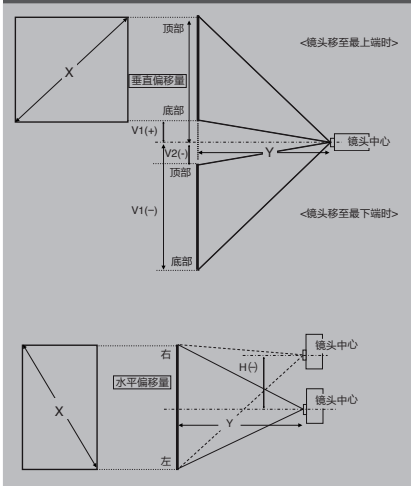 顶部
<镜头移至最上端时>
X
垂直偏移量
底部
V1(+)
镜头中心
V2(-)
Y
顶部
V1(−)
<镜头移至最下端时>
底部
镜头中心
右
H(-)
水平偏移量
镜头中心
X
Y
左